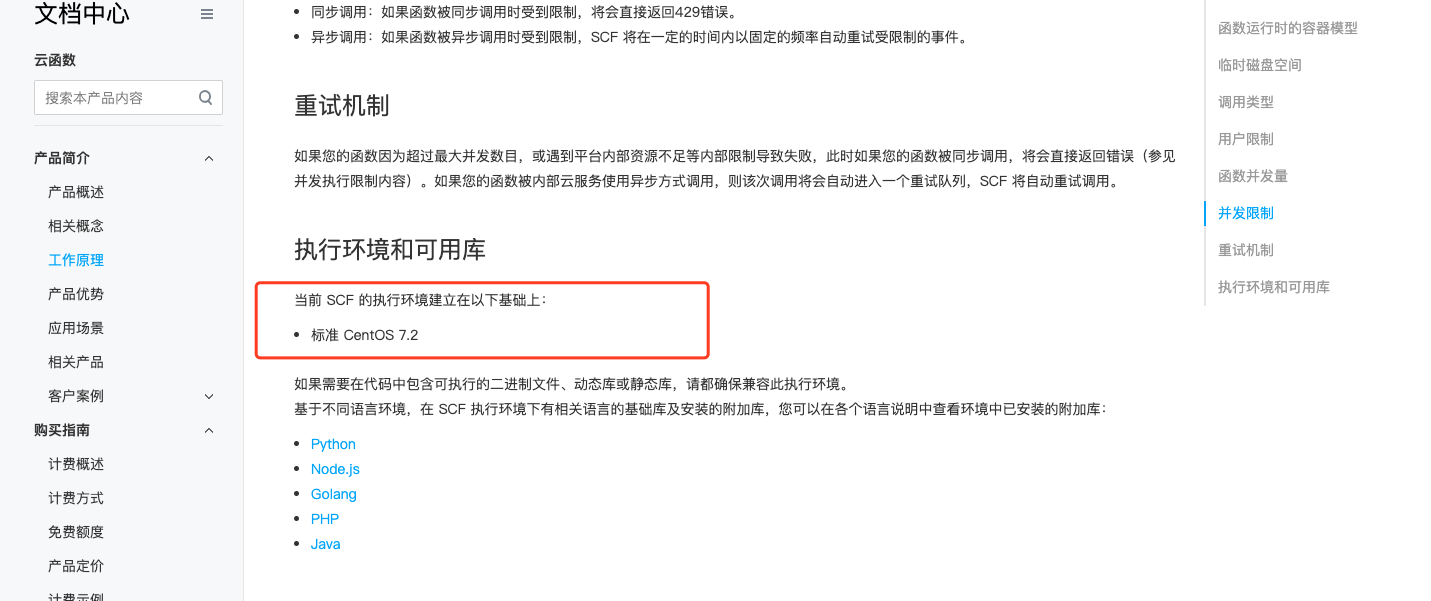 文档中心
云函数
搜索本产品内容
产品简介
产品概述
相关概念
工作原理
产品优势
应用场景
相关产品
客户案例
购买指南
计费概述
计费方式
免费额度
产品定价
计费示例
同步调用：如果函数被同步调用时受到限制，将会直接返回429错误。
异步调用：如果函数被异步调用时受到限制，SCF 将在一定的时间内以固定的频率自动重试受限制的事件。
重试机制
如果您的函数因为超过最大并发数目，或遇到平台内部资源不足等内部限制导致失败，此时如果您的函数被同步调用，将会直接返回错误（参见
并发执行限制内容）。如果您的函数被内部云服务使用异步方式调用，则该次调用将会自动进入一个重试队列，SCF 将自动重试调用。
执行环境和可用库
当前 SCF 的执行环境建立在以下基础上：
标准 CentOS 7.2
如果需要在代码中包含可执行的二进制文件、动态库或静态库，请都确保兼容此执行环境。
基于不同语言环境，在 SCF 执行环境下有相关语言的基础库及安装的附加库，您可以在各个语言说明中查看环境中已安装的附加库：
Python
Node.js
Golang
PHP
Java
函数运行时的容器模型
临时磁盘空间
调用类型
用户限制
函数并发量
并发限制
重试机制
执行环境和可用库